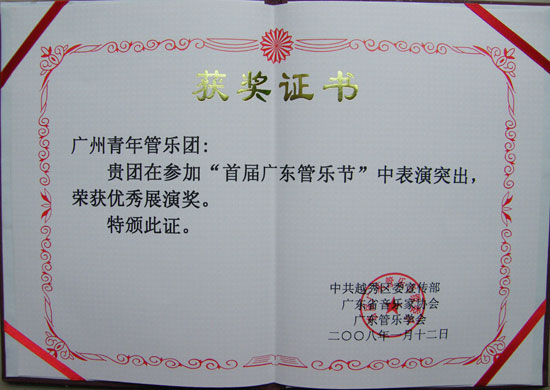 获奖证书
广州青年管乐团：
贵团在参加“首届广东管乐节”中表演突出，
荣获优秀展演奖。
特颁此证。
中共越秀区委宣传部
广东省音乐家协会
广东管乐学会
二〇〇八年一月十二日